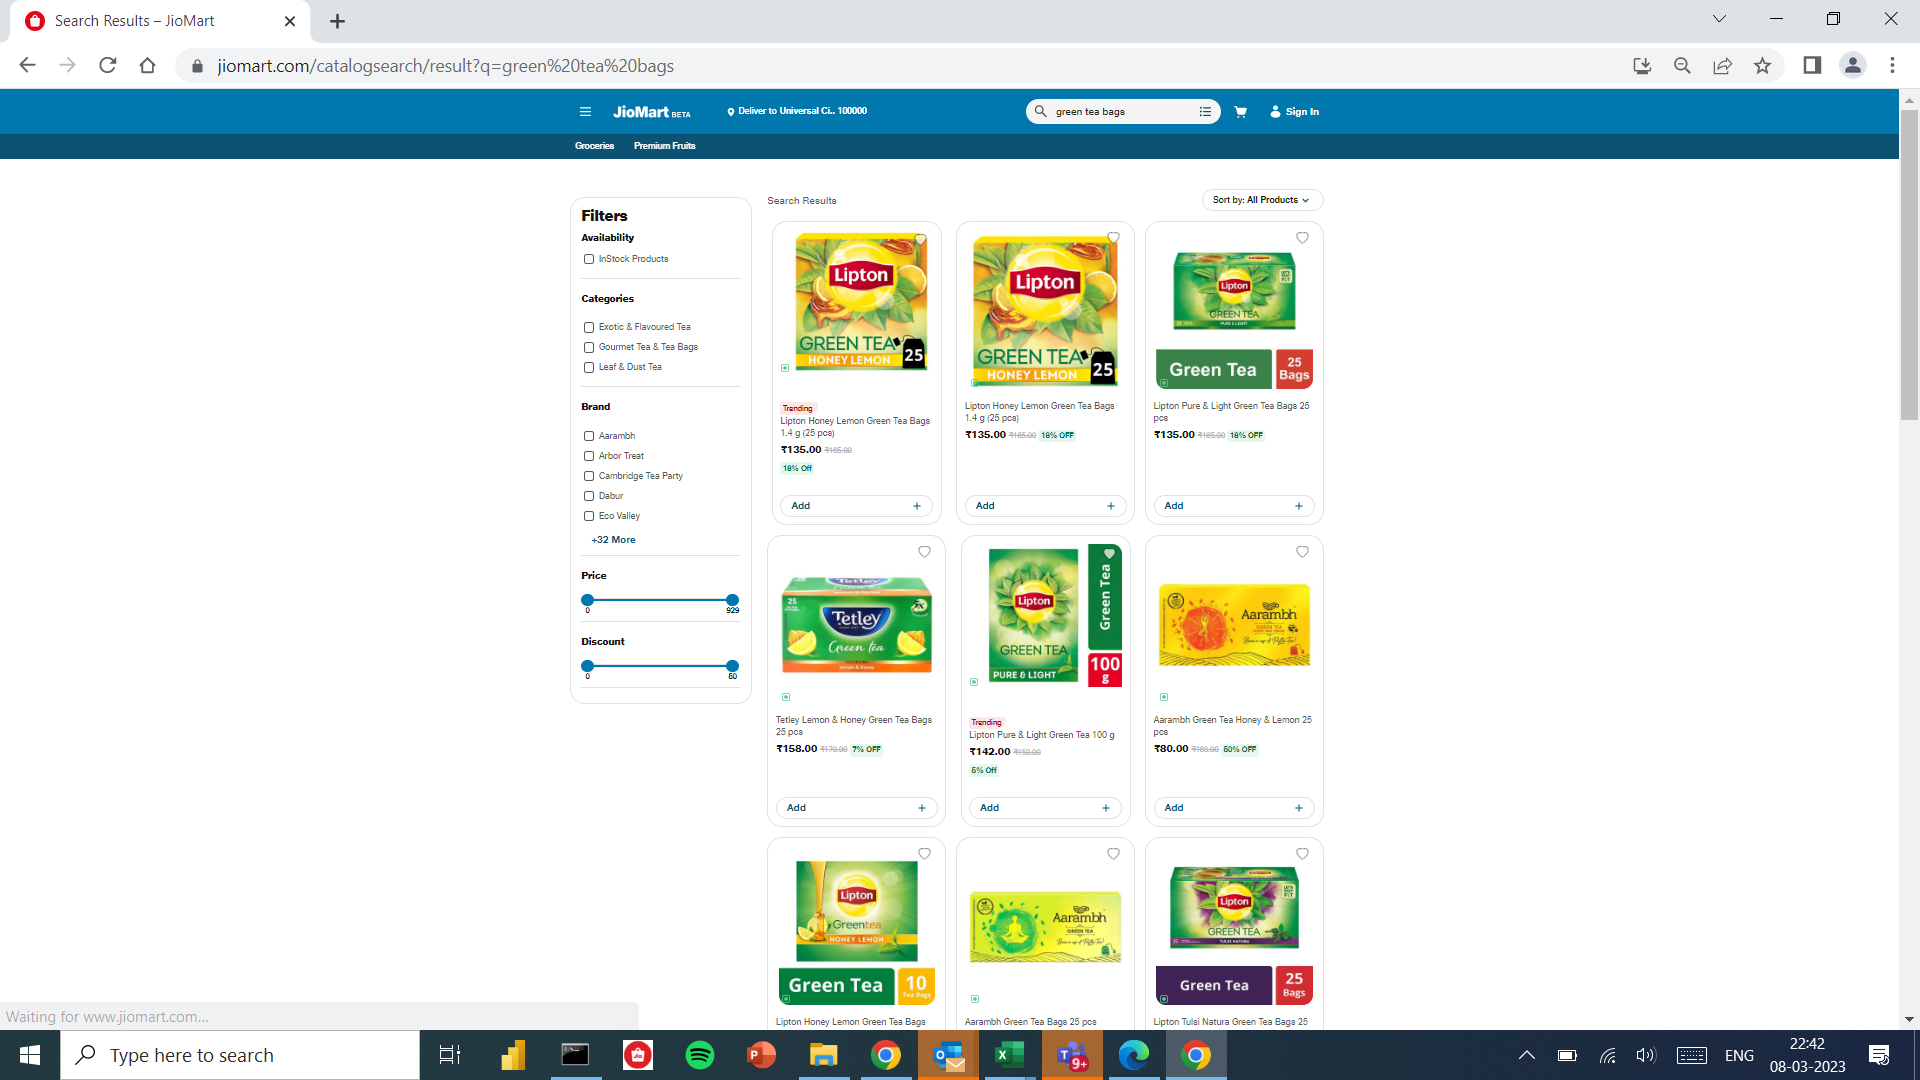 Search Results – JioMart
jiomart.com/catalogsearch/result?q=green%20tea%20bags
JioMart BETA
Deliver to Universal Ci.. 100000
green tea bags
Sign In
Groceries
Premium Fruits
Filters
Availability
InStock Products
Categories
Exotic & Flavoured Tea
Gourmet Tea & Tea Bags
Leaf & Dust Tea
Brand
Aarambh
Arbor Treat
Cambridge Tea Party
Dabur
Eco Valley
+32 More
Price
0
929
Discount
0
50
Search Results
Sort by: All Products
Lipton
GREEN TEA
HONEY LEMON
25
Trending
Lipton Honey Lemon Green Tea Bags
1.4 g (25 pcs)
₹135.00 ₹165.00
18% Off
Add +
Lipton
GREEN TEA
HONEY LEMON
25
Lipton Honey Lemon Green Tea Bags
1.4 g (25 pcs)
₹135.00 ₹165.00 18% OFF
Add +
Lipton
GREEN TEA
PURE & LIGHT
Green Tea
25
Bags
Lipton Pure & Light Green Tea Bags 25
pcs
₹135.00 ₹165.00 18% OFF
Add +
25
Tetley
Green tea
lemon & honey
Tetley Lemon & Honey Green Tea Bags
25 pcs
₹158.00 ₹170.00 7% OFF
Add +
Lipton
GREEN TEA
PURE & LIGHT
Green Tea
100
g
Trending
Lipton Pure & Light Green Tea 100 g
₹142.00 ₹150.00
5% Off
Add +
Aarambh
GREEN TEA
Aarambh Green Tea Honey & Lemon 25
pcs
₹80.00 ₹160.00 50% OFF
Add +
Lipton
Greentea
HONEY LEMON
Green Tea
10
Tea Bags
Lipton Honey Lemon Green Tea Bags
Aarambh
GREEN TEA
Aarambh Green Tea Bags 25 pcs
Lipton
GREEN TEA
TULSI NATURA
Green Tea
25
Bags
Lipton Tulsi Natura Green Tea Bags 25
Waiting for www.jiomart.com...
Type here to search
9+
ENG
22:42
08-03-2023